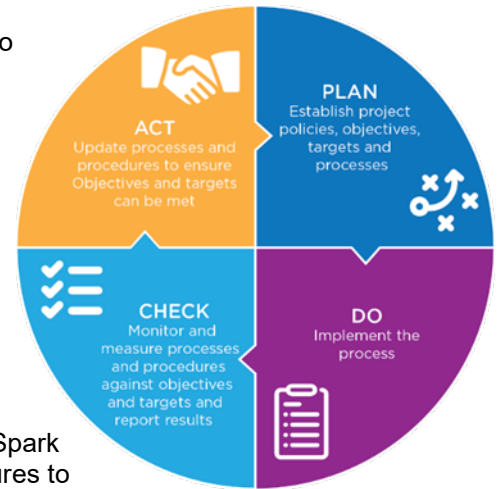 o
ACT
Update processes and
procedures to ensure
Objectives and targets
can be met
PLAN
Establish project
policies, objectives,
targets and
processes
CHECK
Monitor and
measure processes
and procedures
against objectives
and targets and
report results
DO
Implement the
process
Spark
ures to